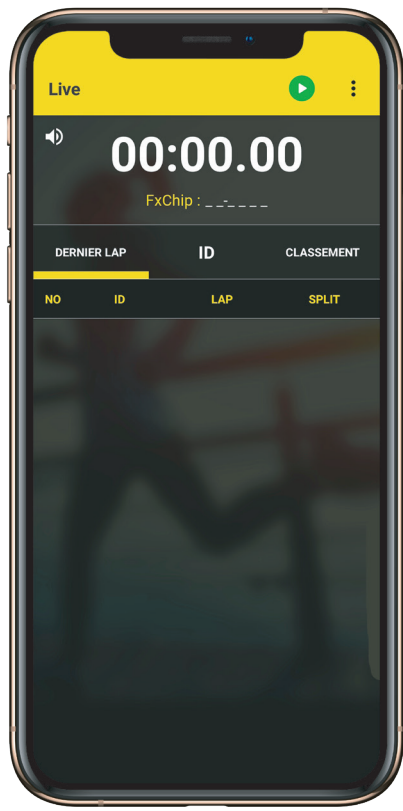 Live
00:00.00
FxChip : _ _-_ _ _ _
DERNIER LAP ID CLASSEMENT
NO ID LAP SPLIT